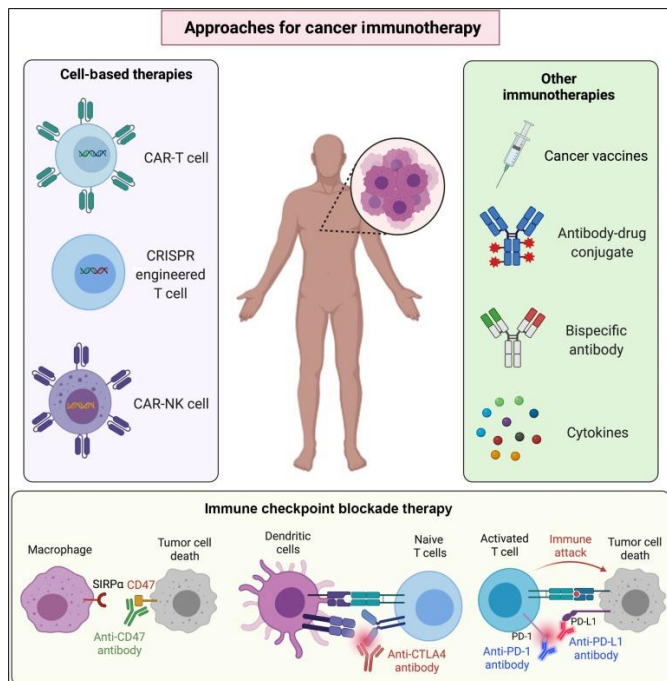 Approaches for cancer immunotherapy
Cell-based therapies
CAR-T cell
CRISPR
engineered
T cell
CAR-NK cell
Other
immunotherapies
Cancer vaccines
Antibody-drug
conjugate
Bispecific
antibody
Cytokines
Immune checkpoint blockade therapy
Macrophage
Tumor cell
death
SIRPα
CD47
Anti-CD47
antibody
Dendritic
cells
Naive
T cells
Anti-CTLA4
antibody
Activated
T cell
Immune
attack
Tumor cell
death
PD-1
PD-L1
Anti-PD-1
antibody
Anti-PD-L1
antibody